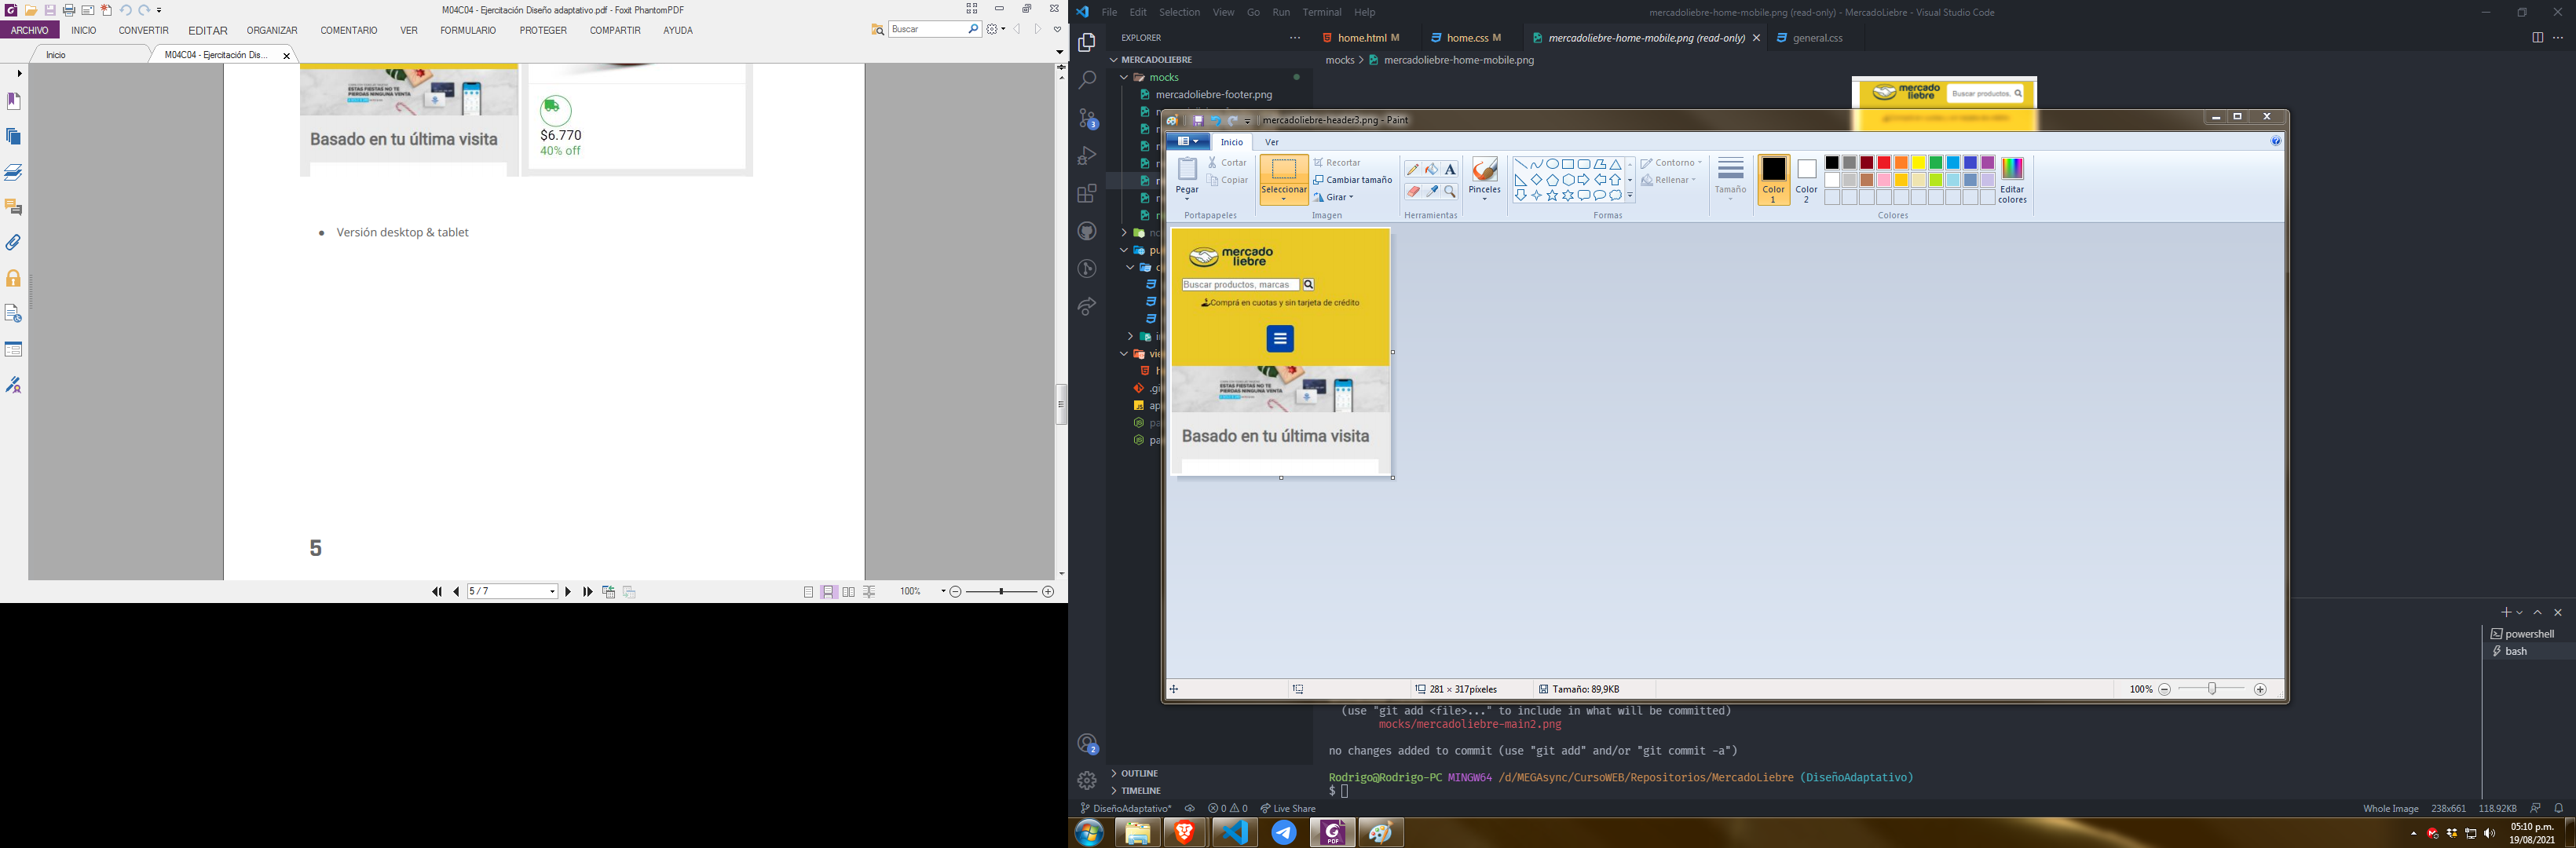 M04C04 - Ejercitación Diseño adaptativo.pdf - Foxit PhantomPDF
ARCHIVO INICIO CONVERTIR EDITAR ORGANIZAR COMENTARIO VER FORMULARIO PROTEGER COMPARTIR AYUDA
Buscar
Inicio
M04C04 - Ejercitación Dis...
ESTAS FIESTAS NO TE
PIERDAS NINGUNA VENTA
Basado en tu última visita
$6.770
40% off
● Versión desktop & tablet
5
5 / 7
100%
File Edit Selection View Go Run Terminal Help
mercadoliebre-home-mobile.png (read-only) - MercadoLiebre - Visual Studio Code
EXPLORER
home.html M
home.css M
mercadoliebre-home-mobile.png (read-only)
general.css
MERCADOLIEBRE
mocks > mercadoliebre-home-mobile.png
mocks
mercadoliebre-footer.png
mercado
liebre
Buscar productos,
3
mercadoliebre-header3.png - Paint
Inicio Ver
Pegar
Cortar
Copiar
Portapapeles
Seleccionar
Recortar
Cambiar tamaño
Girar
Imagen
Herramientas
Pinceles
Formas
Contorno
Rellenar
Tamaño
Color
1
Color
2
Editar
colores
Colores
mercado
liebre
Buscar productos, marcas
Comprá en cuotas y sin tarjeta de crédito
ESTAS FIESTAS NO TE
PIERDAS NINGUNA VENTA
Basado en tu última visita
281 × 317píxeles
Tamaño: 89,9KB
100%
powershell
bash
(use "git add <file>..." to include in what will be committed)
mocks/mercadoliebre-main2.png
no changes added to commit (use "git add" and/or "git commit -a")
Rodrigo@Rodrigo-PC MINGW64 /d/MEGAsync/CursoWEB/Repositorios/MercadoLiebre (DiseñoAdaptativo)
$
2
OUTLINE
TIMELINE
DiseñoAdaptativo*
0 0
Live Share
Whole Image 238x661 118.92KB
PDF
05:10 p.m.
19/08/2021